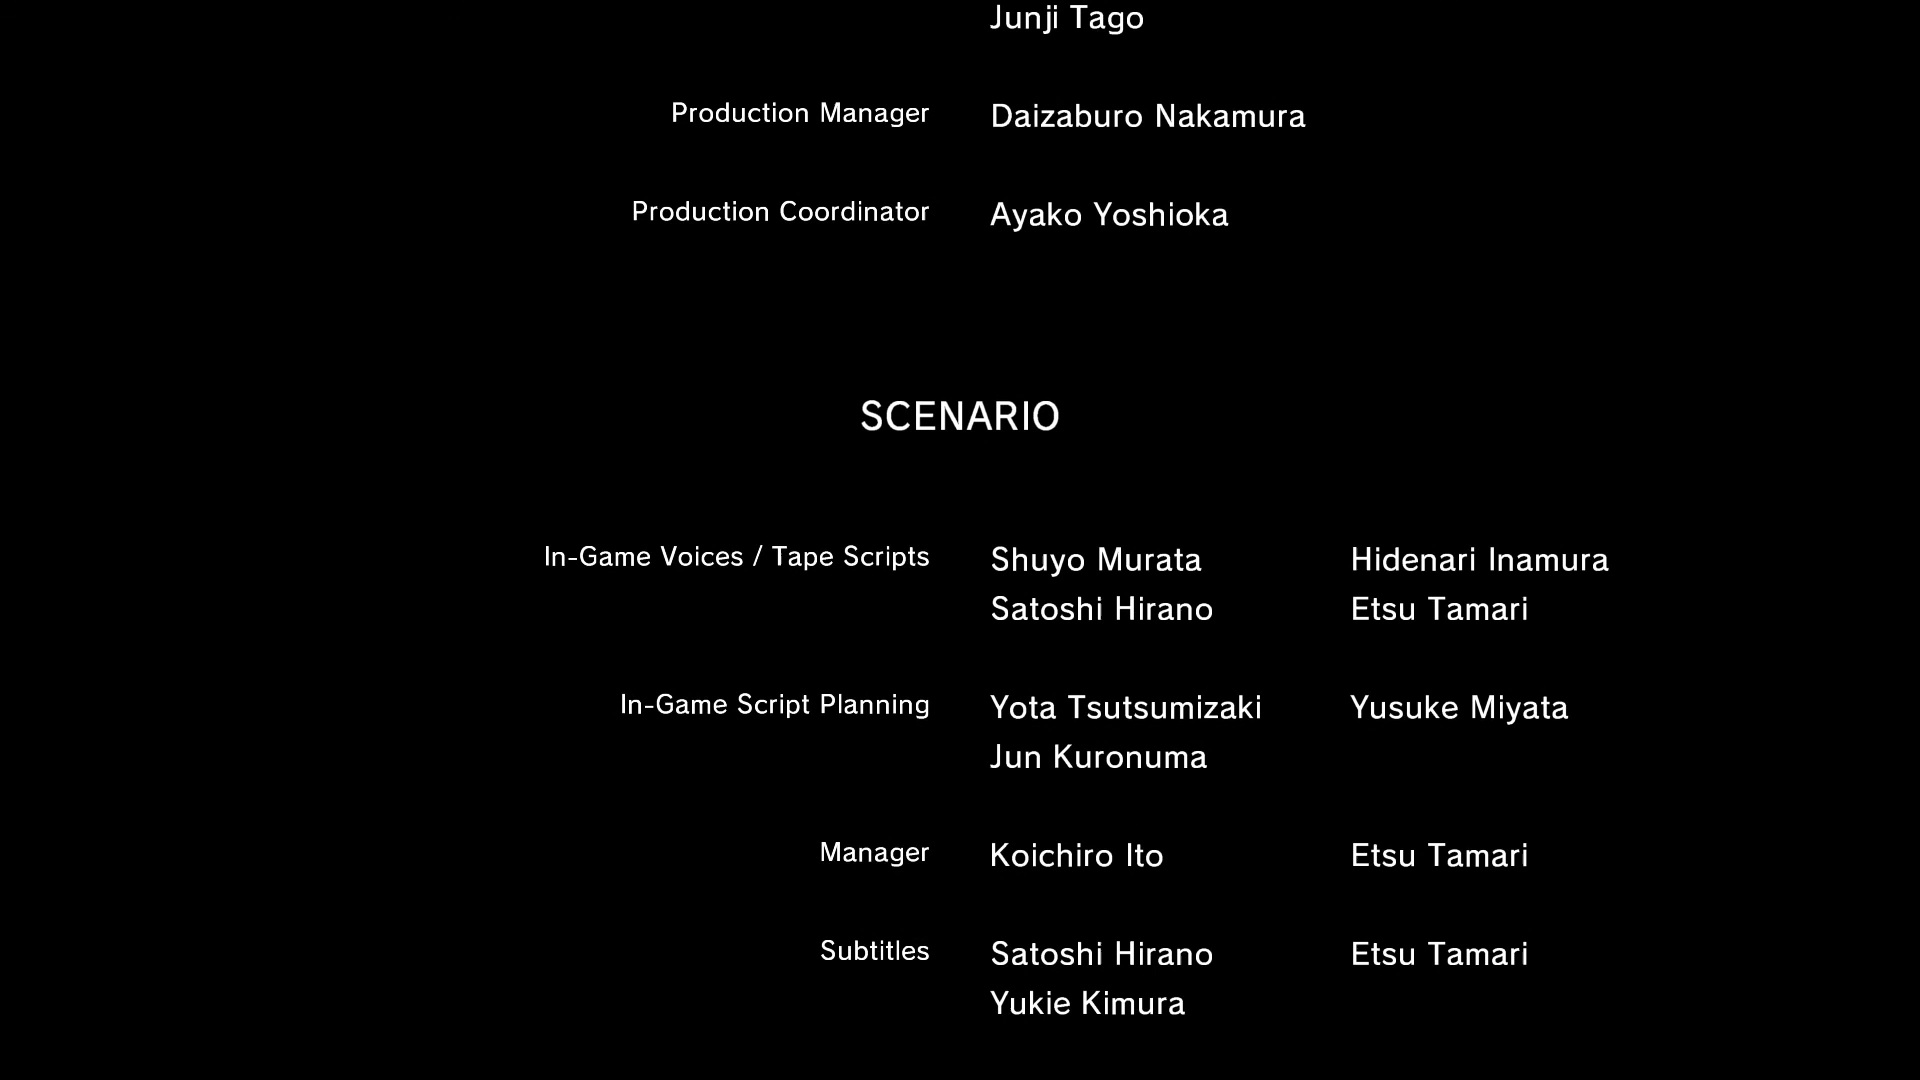 Junji Tago
Production Manager Daizaburo Nakamura
Production Coordinator Ayako Yoshioka
SCENARIO
In-Game Voices / Tape Scripts Shuyo Murata Hidenari Inamura
Satoshi Hirano Etsu Tamari
In-Game Script Planning Yota Tsutsumizaki Yusuke Miyata
Jun Kuronuma
Manager Koichiro Ito Etsu Tamari
Subtitles Satoshi Hirano Etsu Tamari
Yukie Kimura